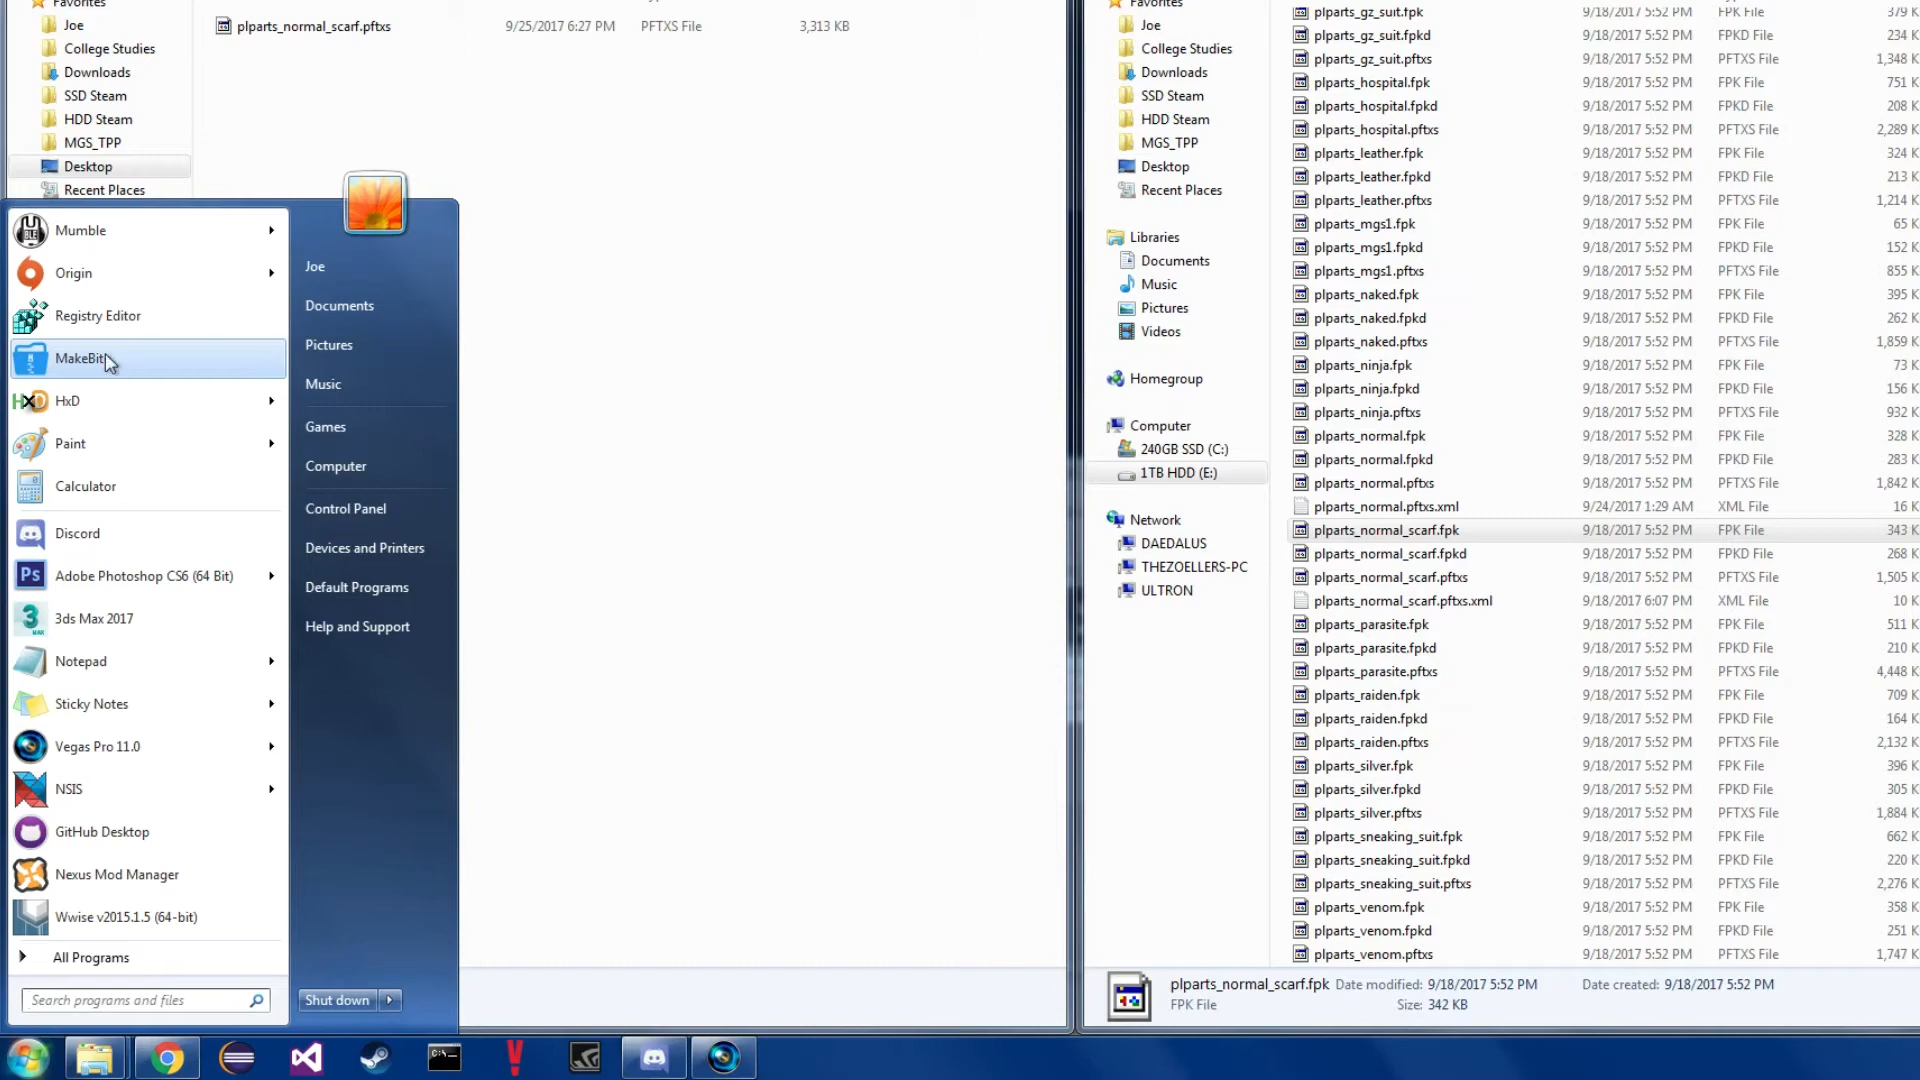 Favorites
Joe
College Studies
Downloads
SSD Steam
HDD Steam
MGS_TPP
Desktop
Recent Places
plparts_normal_scarf.pftxs 9/25/2017 6:27 PM PFTXS File 3,313 KB
Mumble
Origin
Registry Editor
MakeBit
HxD
Paint
Calculator
Discord
Adobe Photoshop CS6 (64 Bit)
3ds Max 2017
Notepad
Sticky Notes
Vegas Pro 11.0
NSIS
GitHub Desktop
Nexus Mod Manager
Wwise v2015.1.5 (64-bit)
All Programs
Search programs and files
Joe
Documents
Pictures
Music
Games
Computer
Control Panel
Devices and Printers
Default Programs
Help and Support
Shut down
Favorites
Joe
College Studies
Downloads
SSD Steam
HDD Steam
MGS_TPP
Desktop
Recent Places
Libraries
Documents
Music
Pictures
Videos
Homegroup
Computer
240GB SSD (C:)
1TB HDD (E:)
Network
DAEDALUS
THEZOELLERS-PC
ULTRON
plparts_gz_suit.fpk 9/18/2017 5:52 PM FPK File 379 K
plparts_gz_suit.fpkd 9/18/2017 5:52 PM FPKD File 234 K
plparts_gz_suit.pftxs 9/18/2017 5:52 PM PFTXS File 1,348 K
plparts_hospital.fpk 9/18/2017 5:52 PM FPK File 751 K
plparts_hospital.fpkd 9/18/2017 5:52 PM FPKD File 208 K
plparts_hospital.pftxs 9/18/2017 5:52 PM PFTXS File 2,289 K
plparts_leather.fpk 9/18/2017 5:52 PM FPK File 324 K
plparts_leather.fpkd 9/18/2017 5:52 PM FPKD File 213 K
plparts_leather.pftxs 9/18/2017 5:52 PM PFTXS File 1,214 K
plparts_mgs1.fpk 9/18/2017 5:52 PM FPK File 65 K
plparts_mgs1.fpkd 9/18/2017 5:52 PM FPKD File 152 K
plparts_mgs1.pftxs 9/18/2017 5:52 PM PFTXS File 855 K
plparts_naked.fpk 9/18/2017 5:52 PM FPK File 395 K
plparts_naked.fpkd 9/18/2017 5:52 PM FPKD File 262 K
plparts_naked.pftxs 9/18/2017 5:52 PM PFTXS File 1,859 K
plparts_ninja.fpk 9/18/2017 5:52 PM FPK File 73 K
plparts_ninja.fpkd 9/18/2017 5:52 PM FPKD File 156 K
plparts_ninja.pftxs 9/18/2017 5:52 PM PFTXS File 932 K
plparts_normal.fpk 9/18/2017 5:52 PM FPK File 328 K
plparts_normal.fpkd 9/18/2017 5:52 PM FPKD File 283 K
plparts_normal.pftxs 9/18/2017 5:52 PM PFTXS File 1,842 K
plparts_normal.pftxs.xml 9/24/2017 1:29 AM XML File 16 K
plparts_normal_scarf.fpk 9/18/2017 5:52 PM FPK File 343 K
plparts_normal_scarf.fpkd 9/18/2017 5:52 PM FPKD File 268 K
plparts_normal_scarf.pftxs 9/18/2017 5:52 PM PFTXS File 1,505 K
plparts_normal_scarf.pftxs.xml 9/18/2017 6:07 PM XML File 10 K
plparts_parasite.fpk 9/18/2017 5:52 PM FPK File 511 K
plparts_parasite.fpkd 9/18/2017 5:52 PM FPKD File 210 K
plparts_parasite.pftxs 9/18/2017 5:52 PM PFTXS File 4,448 K
plparts_raiden.fpk 9/18/2017 5:52 PM FPK File 709 K
plparts_raiden.fpkd 9/18/2017 5:52 PM FPKD File 164 K
plparts_raiden.pftxs 9/18/2017 5:52 PM PFTXS File 2,132 K
plparts_silver.fpk 9/18/2017 5:52 PM FPK File 396 K
plparts_silver.fpkd 9/18/2017 5:52 PM FPKD File 305 K
plparts_silver.pftxs 9/18/2017 5:52 PM PFTXS File 1,884 K
plparts_sneaking_suit.fpk 9/18/2017 5:52 PM FPK File 662 K
plparts_sneaking_suit.fpkd 9/18/2017 5:52 PM FPKD File 220 K
plparts_sneaking_suit.pftxs 9/18/2017 5:52 PM PFTXS File 2,276 K
plparts_venom.fpk 9/18/2017 5:52 PM FPK File 358 K
plparts_venom.fpkd 9/18/2017 5:52 PM FPKD File 251 K
plparts_venom.pftxs 9/18/2017 5:52 PM PFTXS File 1,747 K
plparts_normal_scarf.fpk Date modified: 9/18/2017 5:52 PM Date created: 9/18/2017 5:52 PM
FPK File Size: 342 KB